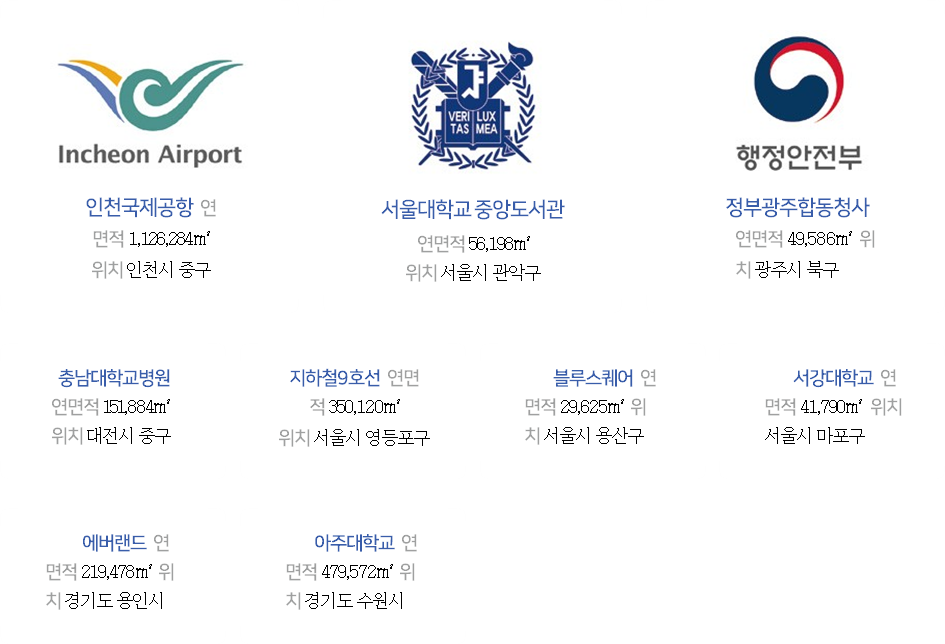 Incheon Airport
VERI LUX
TAS MEA
행정안전부
인천국제공항 연
면적 1,126,284㎡
위치 인천시 중구
서울대학교 중앙도서관
연면적 56,198㎡
위치 서울시 관악구
정부광주합동청사
연면적 49,586㎡ 위
치 광주시 북구
충남대학교병원
연면적 151,884㎡
위치 대전시 중구
지하철9호선 연면
적 350,120㎡
위치 서울시 영등포구
블루스퀘어 연
면적 29,625㎡ 위
치 서울시 용산구
서강대학교 연
면적 41,790㎡ 위치
서울시 마포구
에버랜드 연
면적 219,478㎡ 위
치 경기도 용인시
아주대학교 연
면적 479,572㎡ 위
치 경기도 수원시